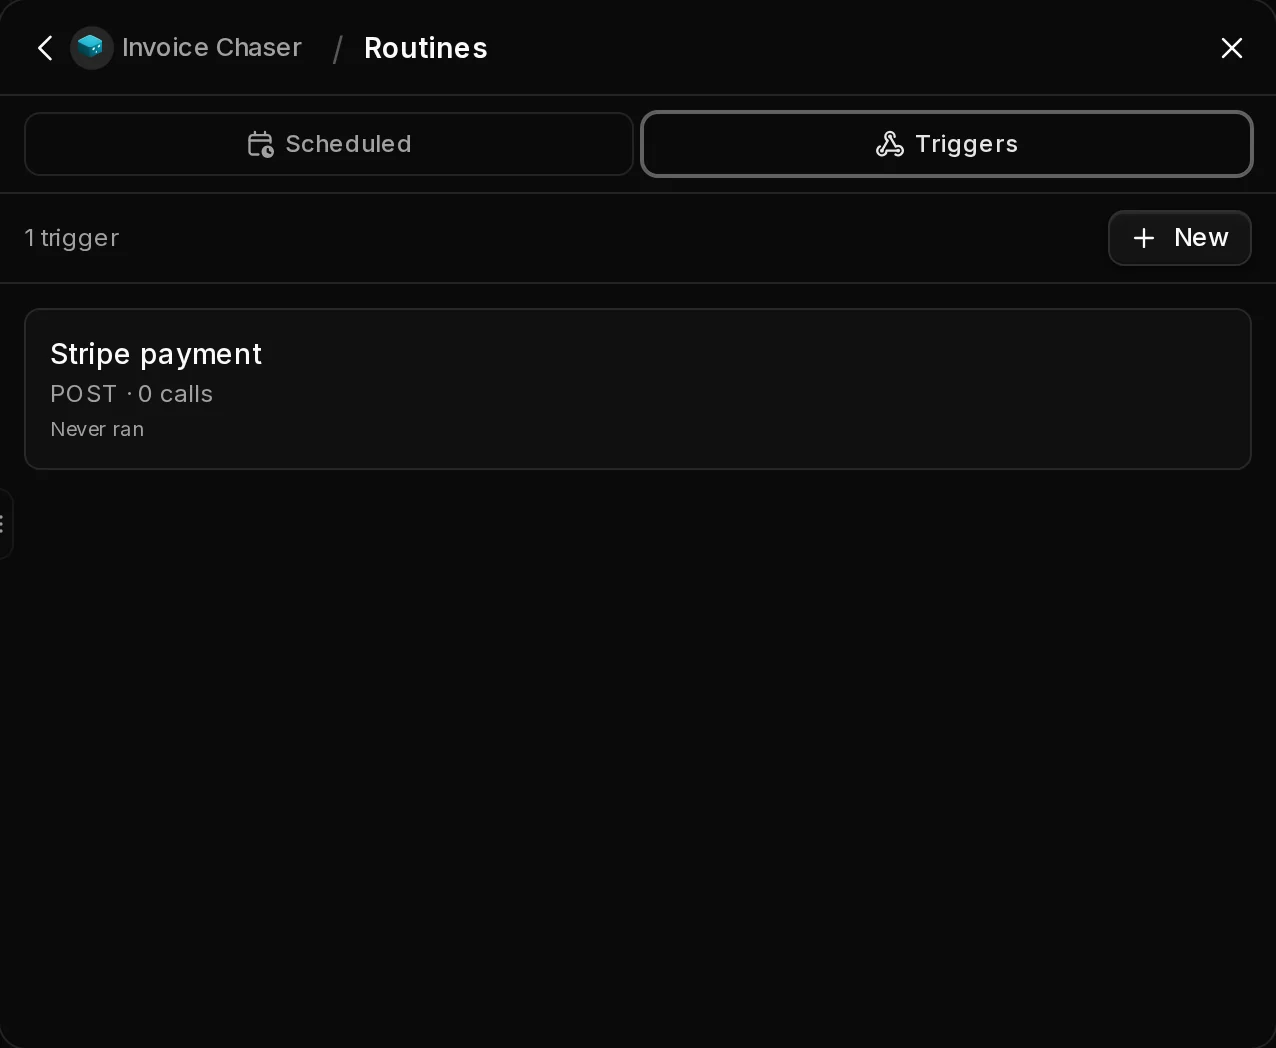 Invoice Chaser / Routines
Scheduled
Triggers
1 trigger
New
Stripe payment
POST · 0 calls
Never ran